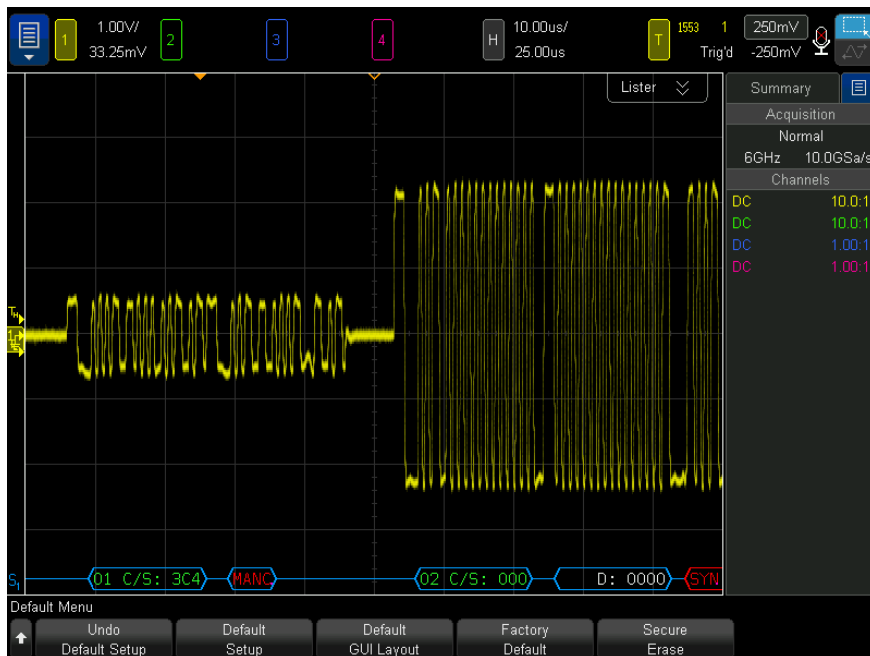 1 1.00V/ 2 3 4 H 10.00us/ T 1553 1 250mV
33.25mV 25.00us Trig'd -250mV
Lister Summary
Acquisition
Normal
6GHz 10.0GSa/s
Channels
DC 10.0:1
DC 10.0:1
DC 1.00:1
DC 1.00:1
S1 01 C/S: 3C4 MANC 02 C/S: 000 D: 0000 SYN
Default Menu
Undo Default Setup
Default Setup
Default GUI Layout
Factory Default
Secure Erase